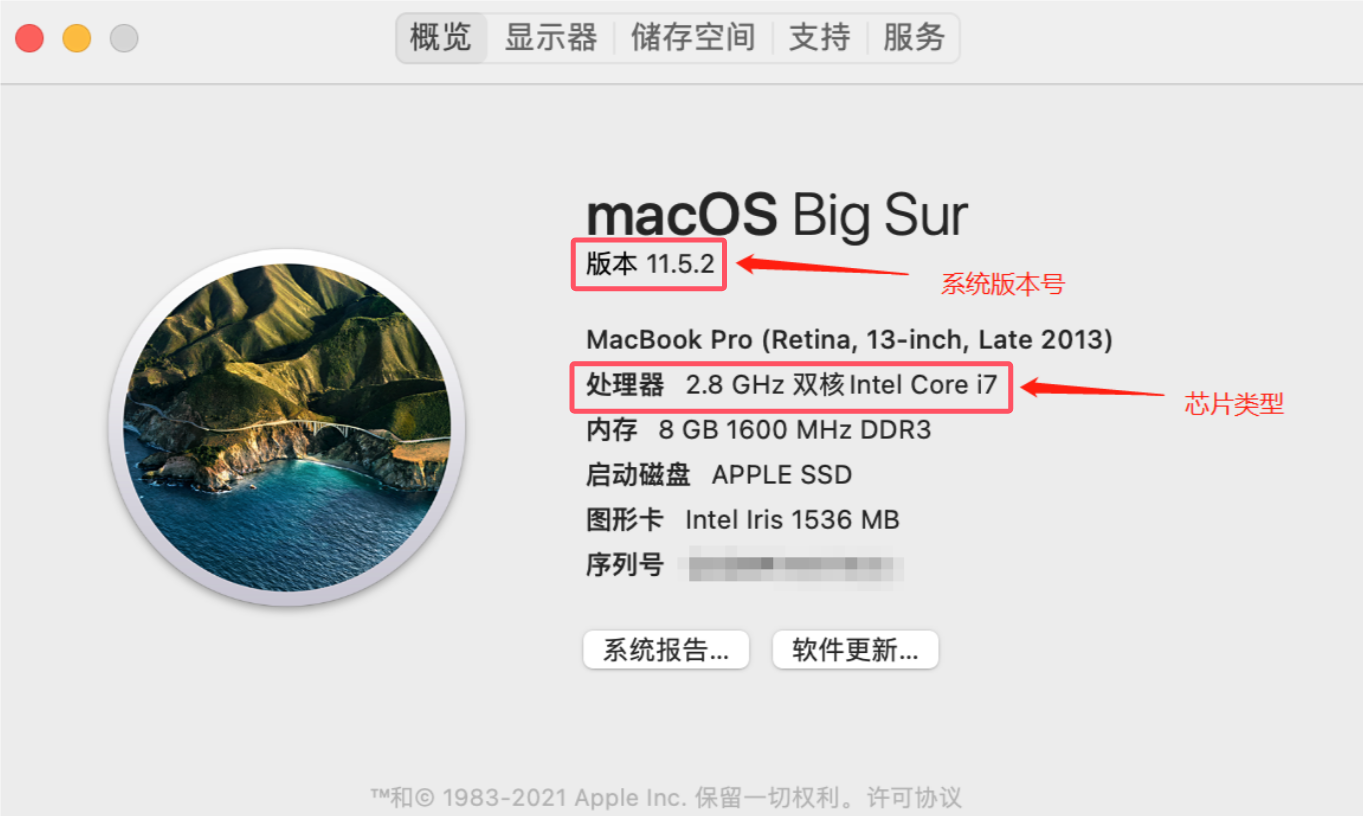 概览 显示器 储存空间 支持 服务
macOS Big Sur
版本 11.5.2
系统版本号
MacBook Pro (Retina, 13-inch, Late 2013)
处理器 2.8 GHz 双核Intel Core i7
芯片类型
内存 8 GB 1600 MHz DDR3
启动磁盘 APPLE SSD
图形卡 Intel Iris 1536 MB
序列号
系统报告... 软件更新...
™和© 1983-2021 Apple Inc. 保留一切权利。许可协议